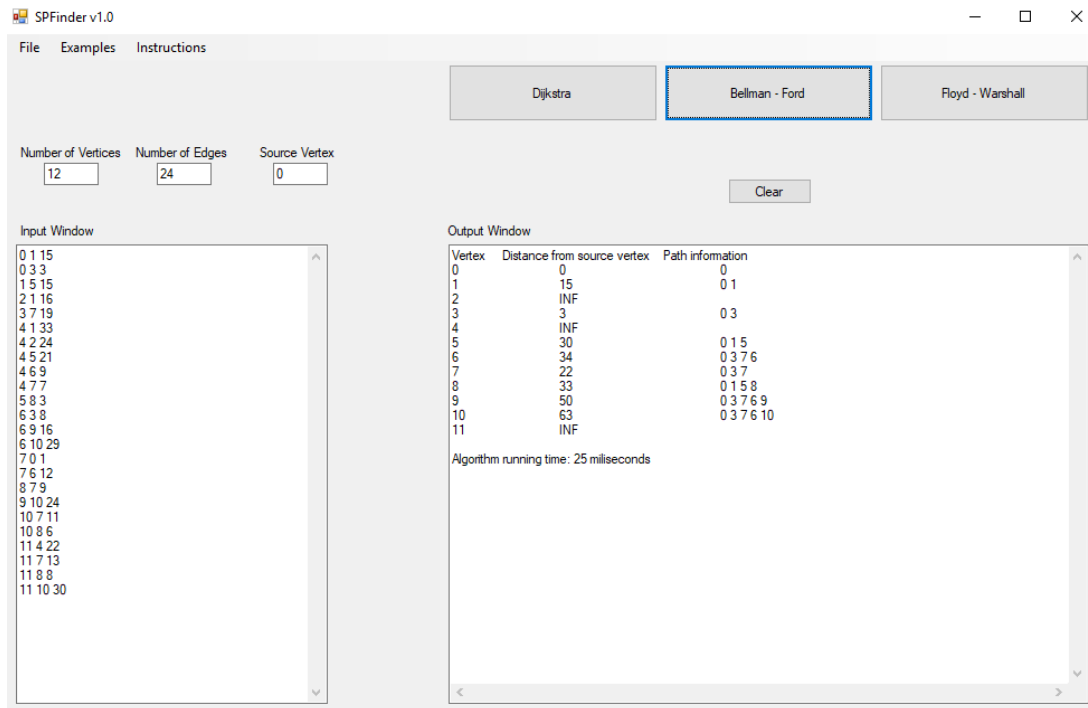 SPFinder v1.0
File Examples Instructions
Dijkstra Bellman - Ford Floyd - Warshall
Number of Vertices Number of Edges Source Vertex
12 24 0
Clear
Input Window
0 1 15
0 3 3
1 5 15
2 1 16
3 7 19
4 1 33
4 2 24
4 5 21
4 6 9
4 7 7
5 8 3
6 3 8
6 9 16
6 10 29
7 0 1
7 6 12
8 7 9
9 10 24
10 7 11
10 8 6
11 4 22
11 7 13
11 8 8
11 10 30
Output Window
Vertex Distance from source vertex Path information
0 0 0
1 15 0 1
2 INF
3 3 0 3
4 INF
5 30 0 1 5
6 34 0 3 7 6
7 22 0 3 7
8 33 0 1 5 8
9 50 0 3 7 6 9
10 63 0 3 7 6 10
11 INF
Algorithm running time: 25 miliseconds